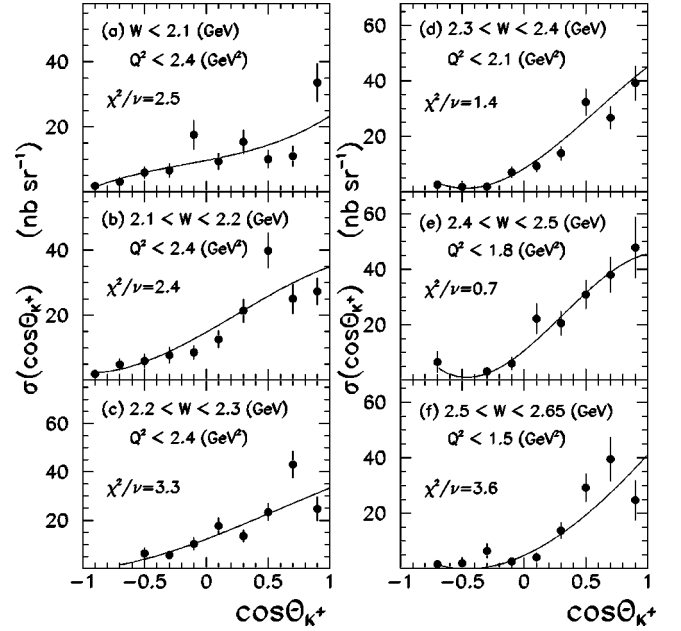 (a) W < 2.1 (GeV)
Q² < 2.4 (GeV²)
χ²/ν=2.5
60
40
20
(b) 2.1 < W < 2.2 (GeV)
Q² < 2.4 (GeV²)
χ²/ν=2.4
40
20
(c) 2.2 < W < 2.3 (GeV)
Q² < 2.4 (GeV²)
χ²/ν=3.3
60
40
20
σ(cosΘ_K⁺) (nb sr⁻¹)
−1 −0.5 0 0.5 1
cosΘ_K⁺
(d) 2.3 < W < 2.4 (GeV)
Q² < 2.1 (GeV²)
χ²/ν=1.4
60
40
20
(e) 2.4 < W < 2.5 (GeV)
Q² < 1.8 (GeV²)
χ²/ν=0.7
60
40
20
(f) 2.5 < W < 2.65 (GeV)
Q² < 1.5 (GeV²)
χ²/ν=3.6
60
40
20
σ(cosΘ_K⁺) (nb sr⁻¹)
−1 −0.5 0 0.5 1
cosΘ_K⁺